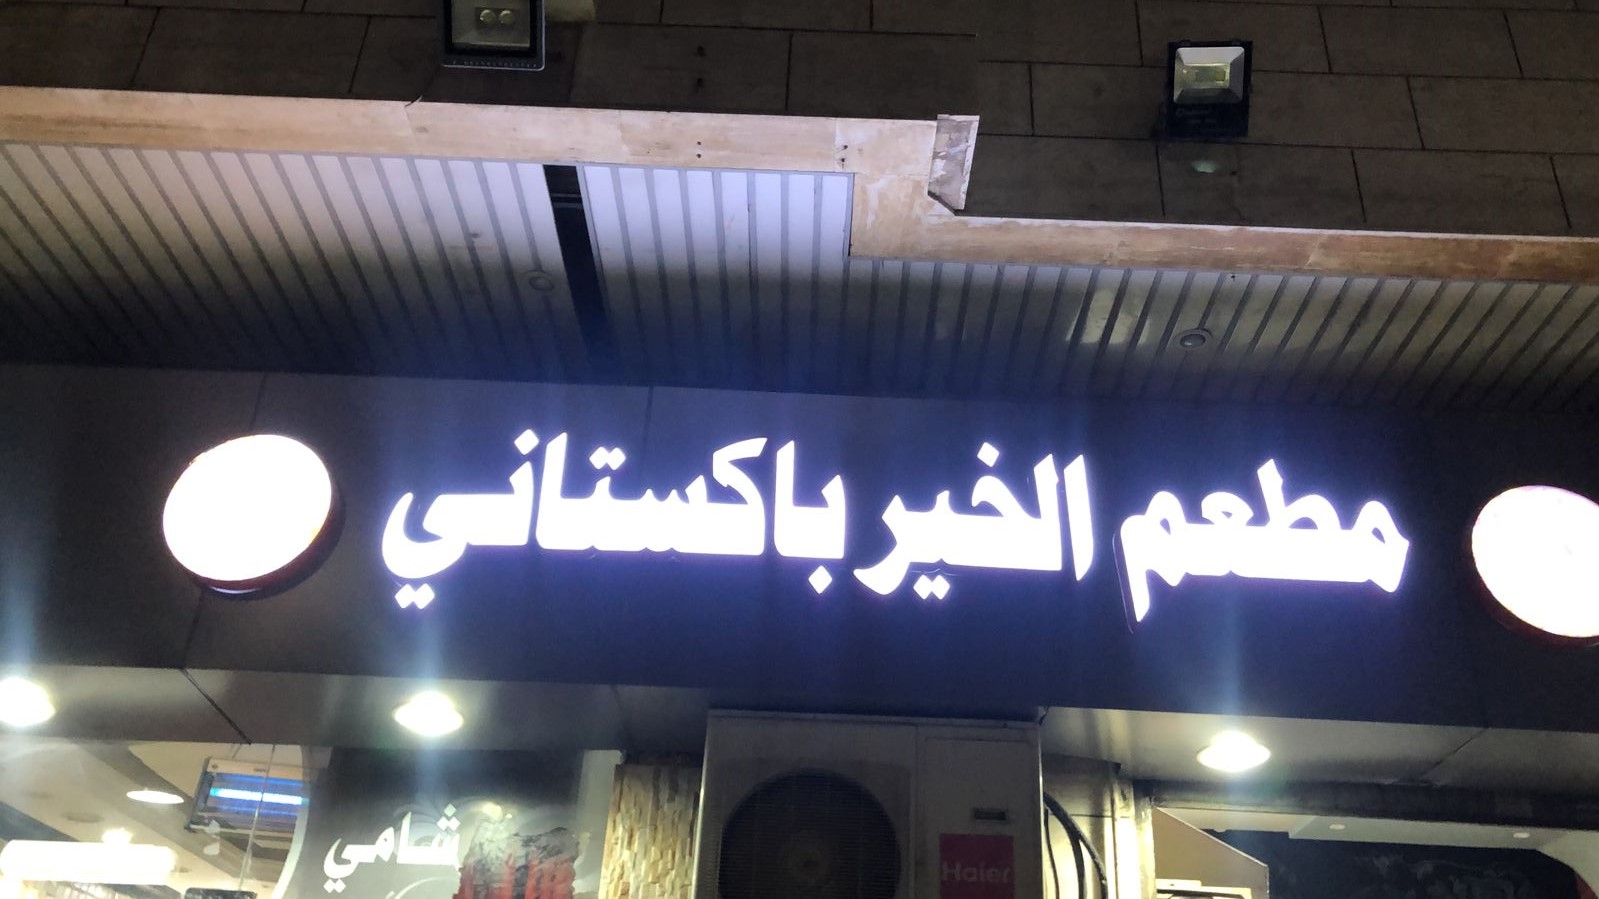 مطعم الخير باكستاني
شامي
Haier